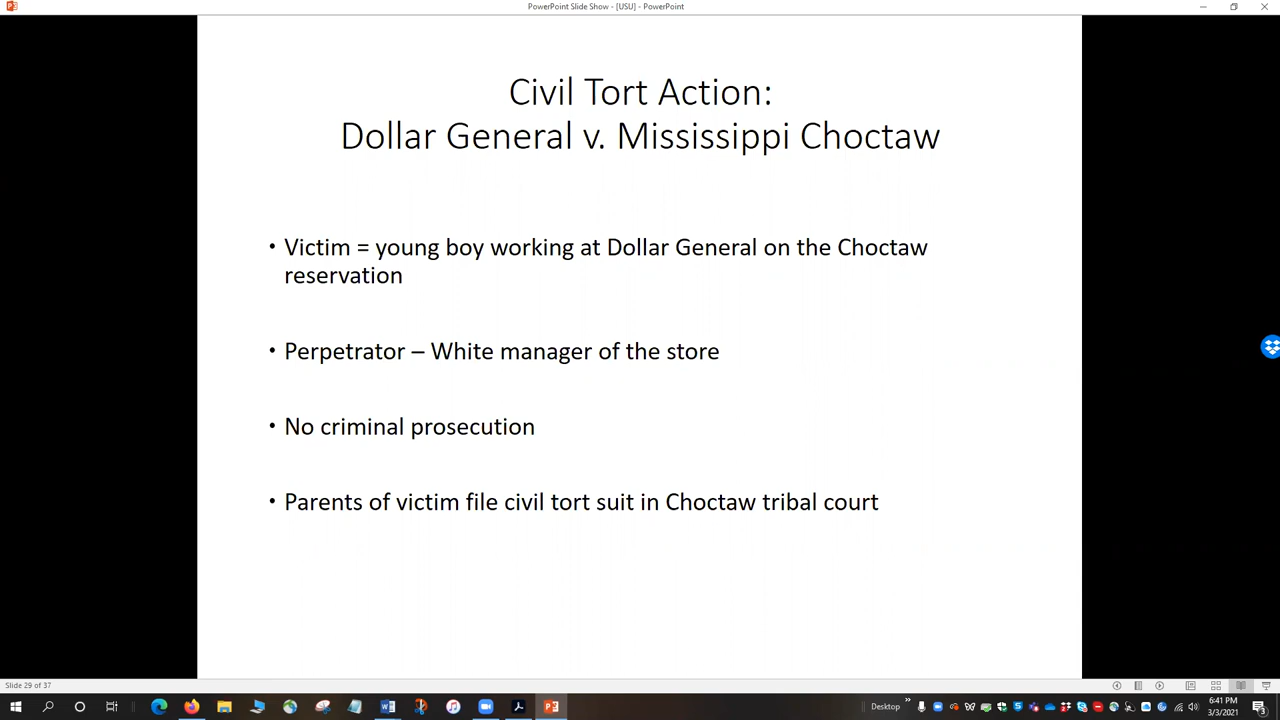 PowerPoint Slide Show - [USU] - PowerPoint
Civil Tort Action:
Dollar General v. Mississippi Choctaw
• Victim = young boy working at Dollar General on the Choctaw
reservation
• Perpetrator – White manager of the store
• No criminal prosecution
• Parents of victim file civil tort suit in Choctaw tribal court
Slide 29 of 37
Desktop
6:41 PM
3/3/2021